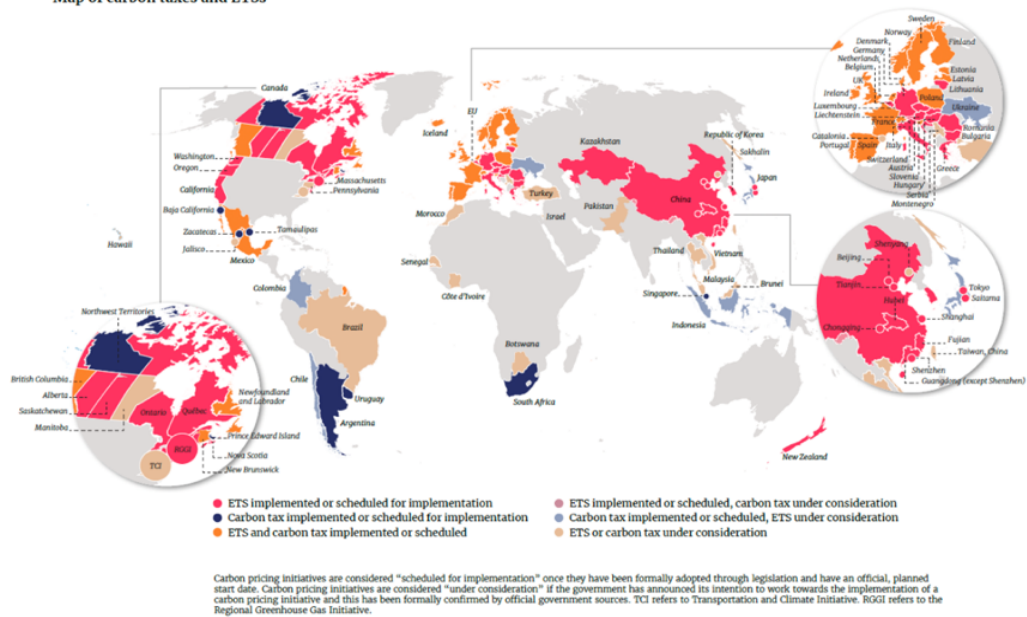 Map of carbon taxes and ETSs
Canada
Washington
Oregon
California
Baja California
Zacatecas
Jalisco
Mexico
Tamaulipas
Massachusetts
Pennsylvania
Hawaii
Iceland
EU
Kazakhstan
Republic of Korea
Sakhalin
Japan
China
Turkey
Pakistan
Israel
Morocco
Senegal
Côte d'Ivoire
Thailand
Vietnam
Malaysia
Brunei
Singapore
Indonesia
Colombia
Brazil
Botswana
Chile
Uruguay
Argentina
South Africa
New Zealand
Sweden
Norway
Denmark
Germany
Netherlands
Belgium
UK
Ireland
Luxembourg
Liechtenstein
France
Catalonia
Portugal
Spain
Italy
Switzerland
Austria
Slovenia
Hungary
Serbia
Montenegro
Greece
Bulgaria
Romania
Ukraine
Poland
Lithuania
Latvia
Estonia
Finland
Shenyang
Beijing
Tianjin
Hubei
Chongqing
Tokyo
Saitama
Shanghai
Fujian
Taiwan, China
Shenzhen
Guangdong (except Shenzhen)
Northwest Territories
British Columbia
Alberta
Saskatchewan
Manitoba
Ontario
Québec
Newfoundland
and Labrador
Prince Edward Island
Nova Scotia
New Brunswick
RGGI
TCI
ETS implemented or scheduled for implementation
Carbon tax implemented or scheduled for implementation
ETS and carbon tax implemented or scheduled
ETS implemented or scheduled, carbon tax under consideration
Carbon tax implemented or scheduled, ETS under consideration
ETS or carbon tax under consideration
Carbon pricing initiatives are considered "scheduled for implementation" once they have been formally adopted through legislation and have an official, planned
start date. Carbon pricing initiatives are considered "under consideration" if the government has announced its intention to work towards the implementation of a
carbon pricing initiative and this has been formally confirmed by official government sources. TCI refers to Transportation and Climate Initiative. RGGI refers to the
Regional Greenhouse Gas Initiative.